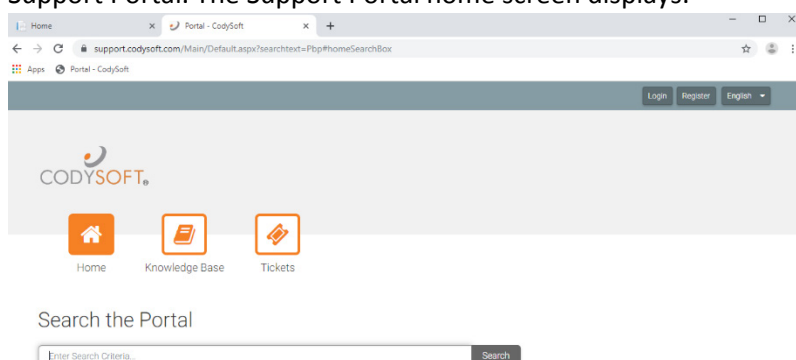 Support Portal. The Support Portal home screen displays.
Home
Portal - CodySoft
support.codysoft.com/Main/Default.aspx?searchtext=Pbp#homeSearchBox
Apps Portal - CodySoft
Login Register English
CODYSOFT
Home Knowledge Base Tickets
Search the Portal
Enter Search Criteria... Search